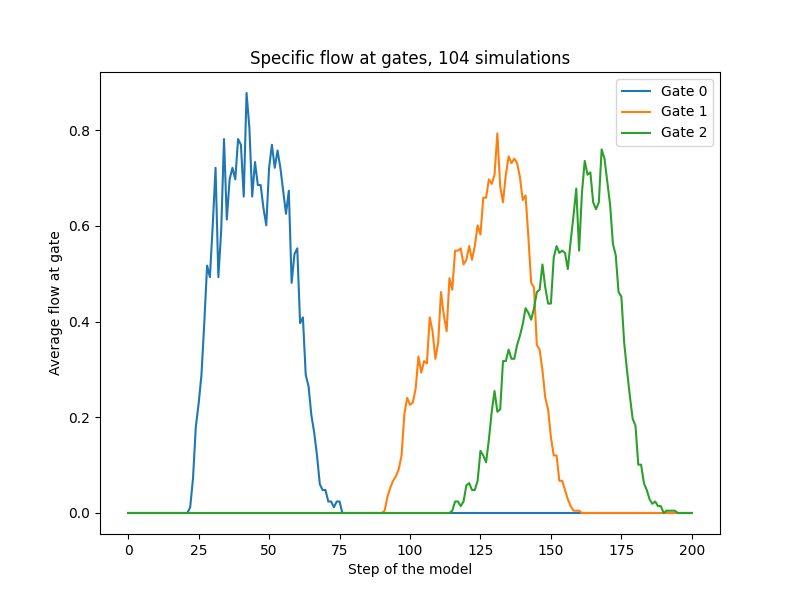 Specific flow at gates, 104 simulations
Gate 0
Gate 1
Gate 2
0.8
0.6
0.4
0.2
0.0
Average flow at gate
0 25 50 75 100 125 150 175 200
Step of the model